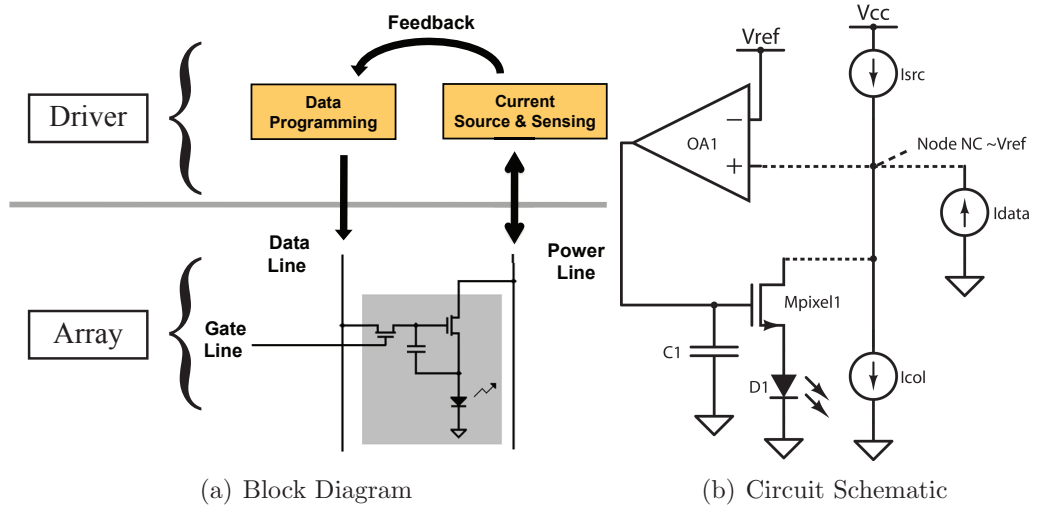 Feedback
Driver
Data
Programming
Current
Source & Sensing
Data
Line
Power
Line
Array
Gate
Line
(a) Block Diagram
Vcc
Vref
Isrc
OA1
−
+
Node NC ~Vref
Idata
Mpixel1
C1
D1
Icol
(b) Circuit Schematic